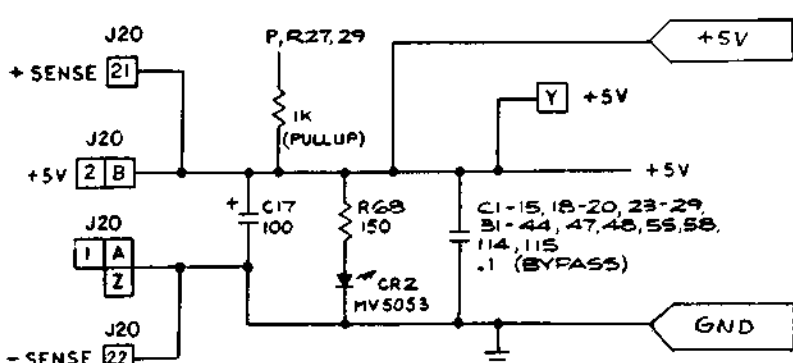 J20
+ SENSE 21
P, R27, 29
+5V
1K
(PULLUP)
Y +5V
J20
+5V 2 B
+5V
J20
1 A
Z
+ C17
100
R68
150
C1-15, 18-20, 23-29,
31-44, 47, 48, 55, 58,
114, 115
.1 (BYPASS)
CR2
MV5053
J20
- SENSE 22
GND